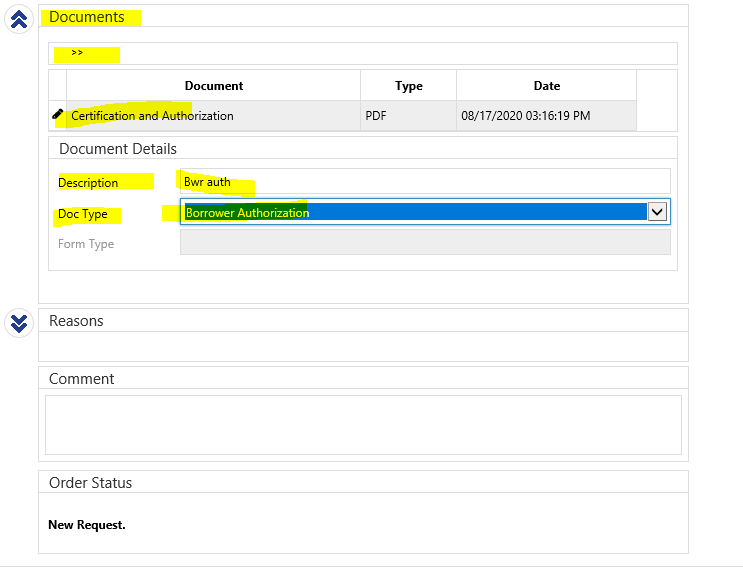 Documents
>>
Document Type Date
Certification and Authorization PDF 08/17/2020 03:16:19 PM
Document Details
Description Bwr auth
Doc Type Borrower Authorization
Form Type
Reasons
Comment
Order Status
New Request.